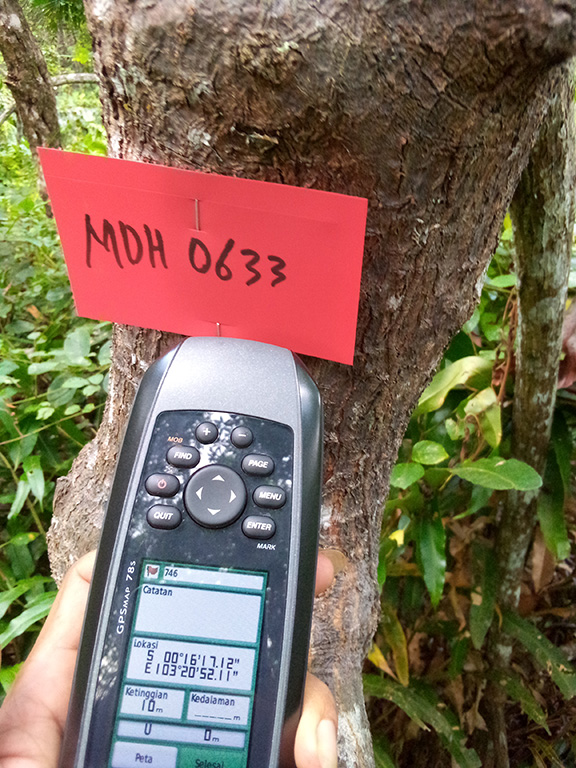 MDH 0633
MOB
+
-
FIND
PAGE
MENU
QUIT
ENTER
MARK
GPSMAP 78s
746
Catatan
Lokasi
S 00°16'17.12"
E 103°20'52.11"
Ketinggian
Kedalaman
10m
____m
U
0m
Peta
Selesai